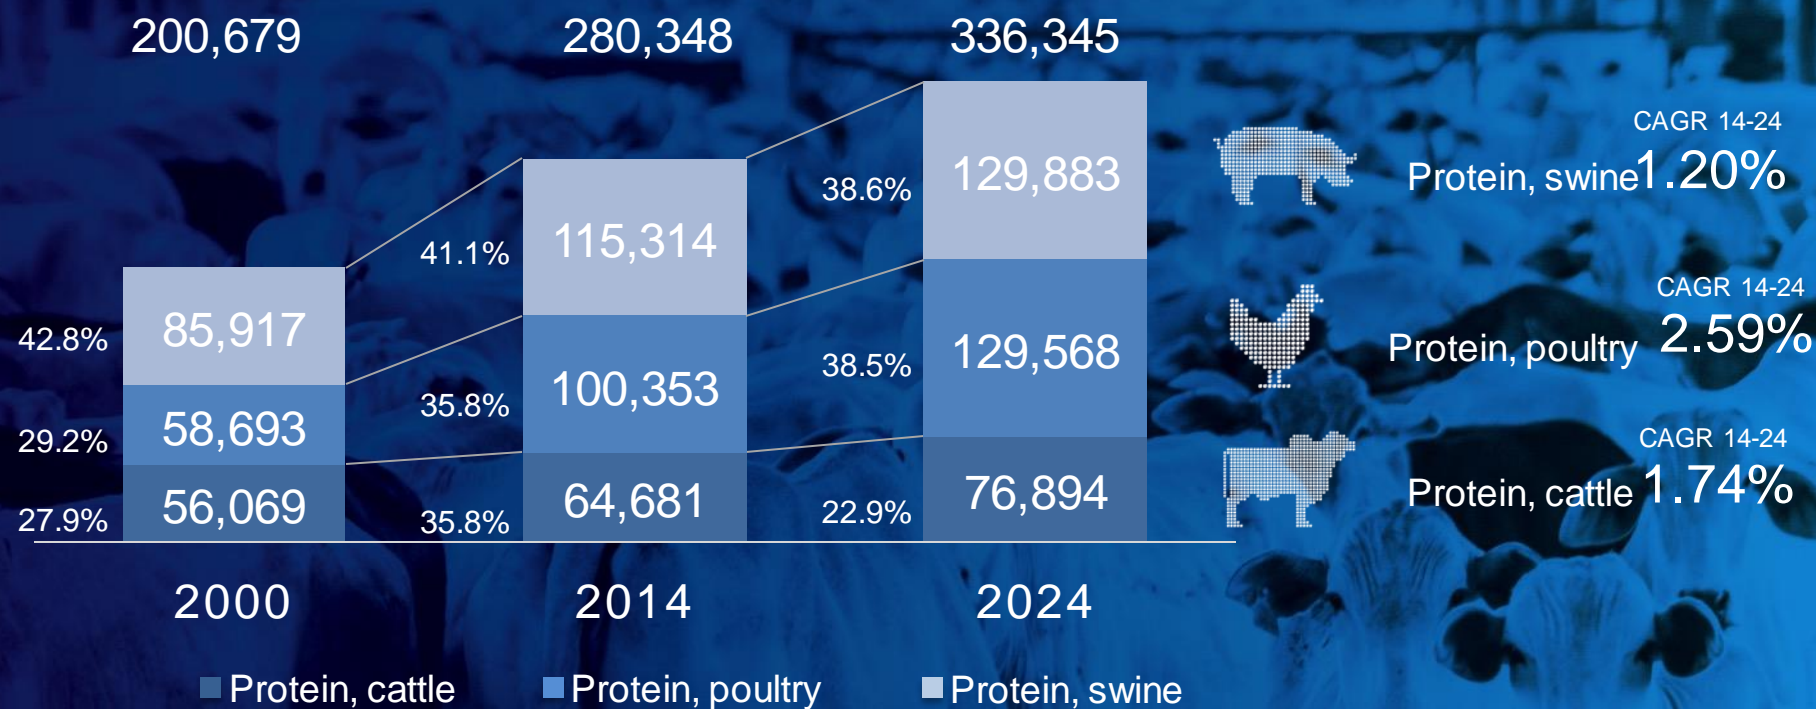 200,679 280,348 336,345
42.8% 85,917
29.2% 58,693
27.9% 56,069
41.1% 115,314
35.8% 100,353
35.8% 64,681
38.6% 129,883
38.5% 129,568
22.9% 76,894
2000 2014 2024
CAGR 14-24
Protein, swine 1.20%
CAGR 14-24
Protein, poultry 2.59%
CAGR 14-24
Protein, cattle 1.74%
Protein, cattle Protein, poultry Protein, swine